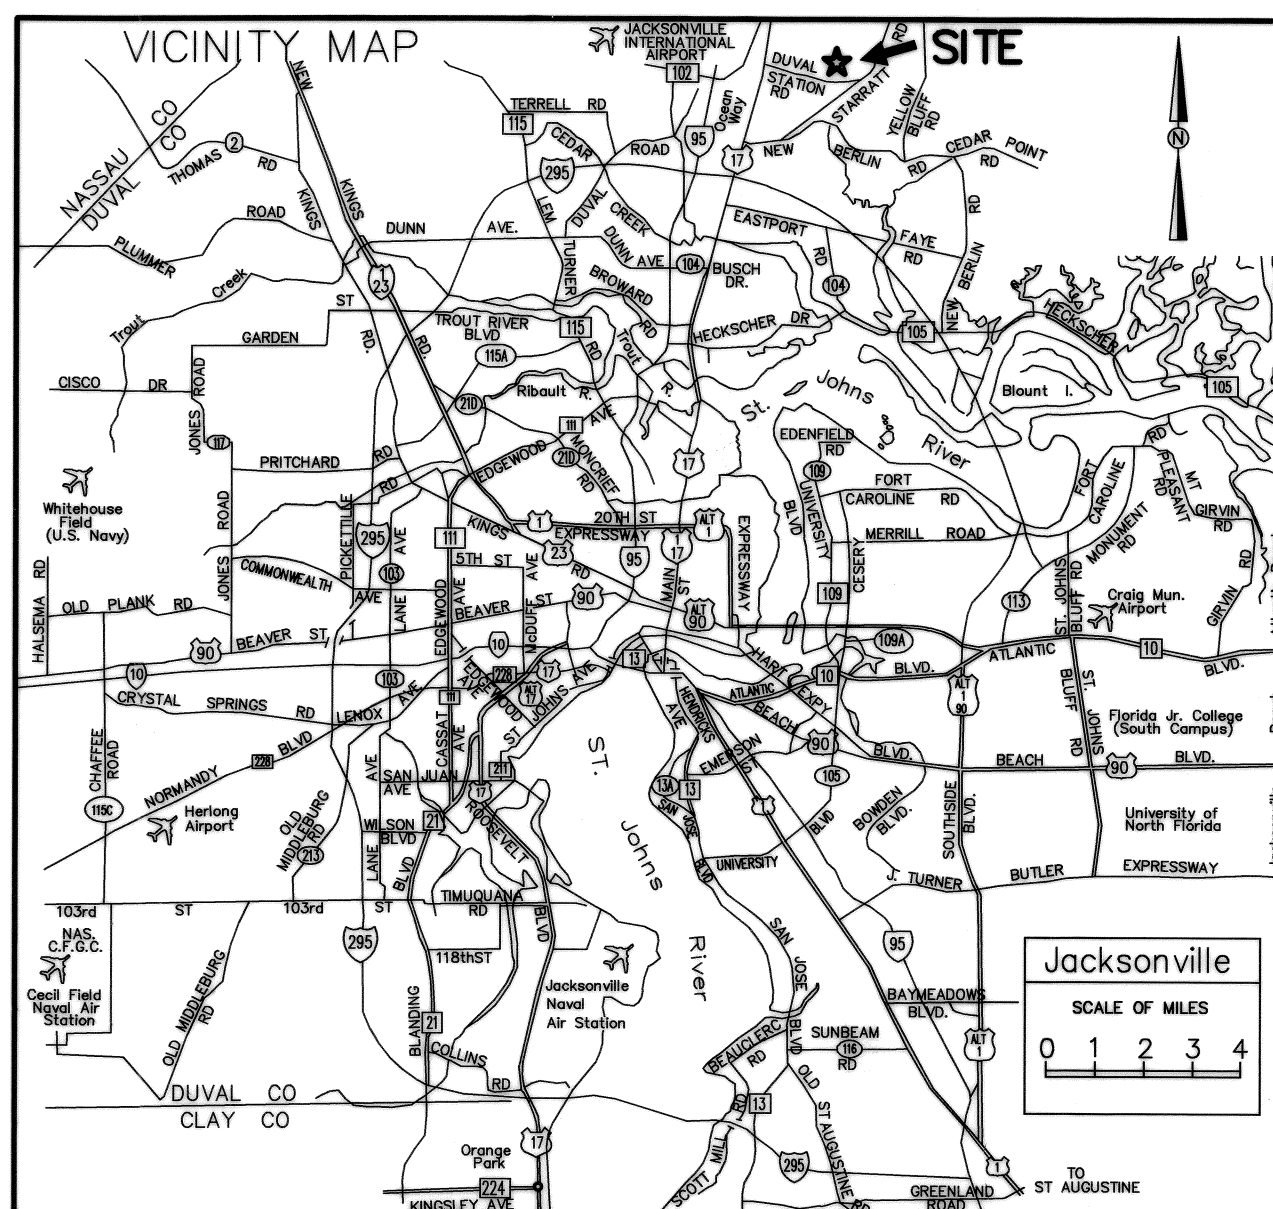 VICINITY MAP
JACKSONVILLE
INTERNATIONAL
AIRPORT
102
DUVAL
STATION
RD
STARRATT
RD
SITE
YELLOW
BLUFF
RD
NEW
KINGS
NASSAU CO
DUVAL CO
THOMAS
2
RD
TERRELL RD
115
CEDAR
ROAD
95
Ocean
Way
17
NEW
BERLIN
RD
CEDAR POINT
RD
N
295
LEM
TURNER
DUVAL
CREEK
KINGS
KINGS
ROAD
PLUMMER
DUNN AVE.
DUNN AVE
104
BUSCH
DR.
EASTPORT
RD
104
FAYE
RD
NEW BERLIN
RD
1
23
Trout Creek
ST
GARDEN
RD.
RD.
BROWARD
RD
TROUT RIVER
BLVD
115
RD
115A
Trout
R.
HECKSCHER DR
105
HECKSCHER
105
CISCO DR
JONES ROAD
117
Ribault R.
21D
111
AVE
EDGEWOOD
MONCRIEF
21D
RD
St. Johns
River
Blount I.
EDENFIELD
RD
109
PRITCHARD RD
RD
17
UNIVERSITY
BLVD
FORT
CAROLINE RD
FORT
CAROLINE
RD
MT
PLEASANT
RD
GIRVIN
RD
Whitehouse
Field
(U.S. Navy)
JONES ROAD
PICKETTVILLE
295
AVE
111
KINGS
1
20TH ST
EXPRESSWAY
ALT
1
EXPRESSWAY
MERRILL ROAD
MONUMENT
RD
23
RD
95
1
17
MAIN
ST
CESERY
5TH ST
COMMONWEALTH
AVE
103
LANE
EDGEWOOD
AVE
McDUFF AVE
BEAVER ST
90
ALT
90
109
113
ST. JOHNS
BLUFF RD
Craig Mun.
Airport
GIRVIN
RD
HALSEMA RD
OLD PLANK RD
BEAVER ST
90
10
10
17
13
109A
10
BLVD.
ATLANTIC
10
BLVD.
HART EXPY
ATLANTIC
BEACH
CRYSTAL SPRINGS RD
LENOX AVE
103
111
EDGEWOOD
AVE
228
ALT
17
ST JOHNS AVE
CASSAT
AVE
HENDRICKS
AVE
90
BLVD.
ALT
1
90
ST. JOHNS
BLUFF RD
Florida Jr. College
(South Campus)
CHAFFEE
ROAD
115C
NORMANDY
228
BLVD
LANE AVE
SAN JUAN
AVE
211
17
EMERSON
ST
105
BEACH
90
BLVD.
Herlong
Airport
OLD
MIDDLEBURG
RD
213
WILSON
BLVD
21
BLVD
ROOSEVELT
BLVD
ST. Johns
River
13A
13
SAN JOSE
BLVD
1
BLVD
UNIVERSITY
BOWDEN
BLVD.
SOUTHSIDE
BLVD.
University of
North Florida
J. TURNER BUTLER EXPRESSWAY
103rd ST
103rd ST
TIMUQUANA
RD
NAS.
C.F.G.C.
Cecil Field
Naval Air
Station
OLD MIDDLEBURG
RD
295
118thST
Jacksonville
Naval
Air Station
SAN JOSE
BLVD
95
BAYMEADOWS
BLVD.
Jacksonville
SCALE OF MILES
0 1 2 3 4
BLANDING
21
COLLINS
RD
BEAUCLERC
RD
SUNBEAM
116
RD
ALT
1
DUVAL CO
CLAY CO
RD
13
OLD
ST AUGUSTINE
RD
SCOTT MILL
295
Orange
Park
17
224
KINGSLEY AVE
1
GREENLAND
ROAD
TO
ST AUGUSTINE